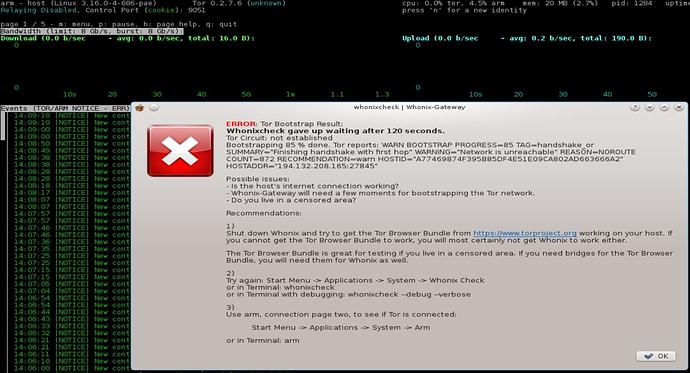 arm - host (Linux 3.16.0-4-686-pae) Tor 0.2.7.6 (unknown) cpu: 0.0% tor, 4.5% arm mem: 20 MB (2.7%) pid: 1284 uptim
Relaying Disabled, Control Port (cookie): 9051 press 'n' for a new identity
page 1 / 5 - m: menu, p: pause, h: page help, q: quit
Bandwidth (limit: 8 Gb/s, burst: 8 Gb/s):
Download (0.0 b/sec - avg: 0.0 b/sec, total: 16.0 B): Upload (0.0 b/sec - avg: 0.2 b/sec, total: 190.0 B):
0 0
0 0
10s 20 30 40 50 1m 1.1 1.3 10s 20 30 40 50
Events (TOR/ARM NOTICE - ERR)
14:09:10 [NOTICE] New cont
14:09:10 [NOTICE] New cont
14:08:50 [NOTICE] New cont
14:08:49 [NOTICE] New cont
14:08:38 [NOTICE] New cont
14:08:38 [NOTICE] New cont
14:08:28 [NOTICE] New cont
14:08:18 [NOTICE] New cont
14:08:17 [NOTICE] New cont
14:08:07 [NOTICE] New cont
14:07:57 [NOTICE] New cont
14:07:46 [NOTICE] New cont
14:07:46 [NOTICE] New cont
14:07:35 [NOTICE] New cont
14:07:25 [NOTICE] New cont
14:07:25 [NOTICE] New cont
14:07:15 [NOTICE] New cont
14:07:05 [NOTICE] New cont
14:06:54 [NOTICE] New cont
14:06:54 [NOTICE] New cont
14:06:44 [NOTICE] New cont
14:06:33 [NOTICE] New cont
14:06:32 [NOTICE] New cont
14:06:21 [NOTICE] New cont
14:06:21 [NOTICE] New cont
14:06:11 [NOTICE] New cont
14:06:10 [NOTICE] New cont
14:06:00 [NOTICE] New cont
whonixcheck | Whonix-Gateway
ERROR: Tor Bootstrap Result:
Whonixcheck gave up waiting after 120 seconds.
Tor Circuit: not established
Bootstrapping 85 % done. Tor reports: WARN BOOTSTRAP PROGRESS=85 TAG=handshake_or
SUMMARY="Finishing handshake with first hop" WARNING="Network is unreachable" REASON=NOROUTE
COUNT=872 RECOMMENDATION=warn HOSTID="A77469874F395B85DF4E51E09CA802AD663666A2"
HOSTADDR="194.132.208.165:27845"
Possible issues:
- Is the host's internet connection working?
- Whonix-Gateway will need a few moments for bootstrapping the Tor network.
- Do you live in a censored area?
Recommendations:
1)
Shut down Whonix and try to get the Tor Browser Bundle from https://www.torproject.org working on your host. If
you cannot get the Tor Browser Bundle to work, you will most certainly not get Whonix to work either.
The Tor Browser Bundle is great for testing if you live in a censored area. If you need bridges for the Tor Browser
Bundle, you will need them for Whonix as well.
2)
Try again: Start Menu -> Applications -> System -> Whonix Check
or in Terminal: whonixcheck
or in Terminal with debugging: whonixcheck --debug --verbose
3)
Use arm, connection page two, to see if Tor is connected:
Start Menu -> Applications -> System -> Arm
or in Terminal: arm
OK